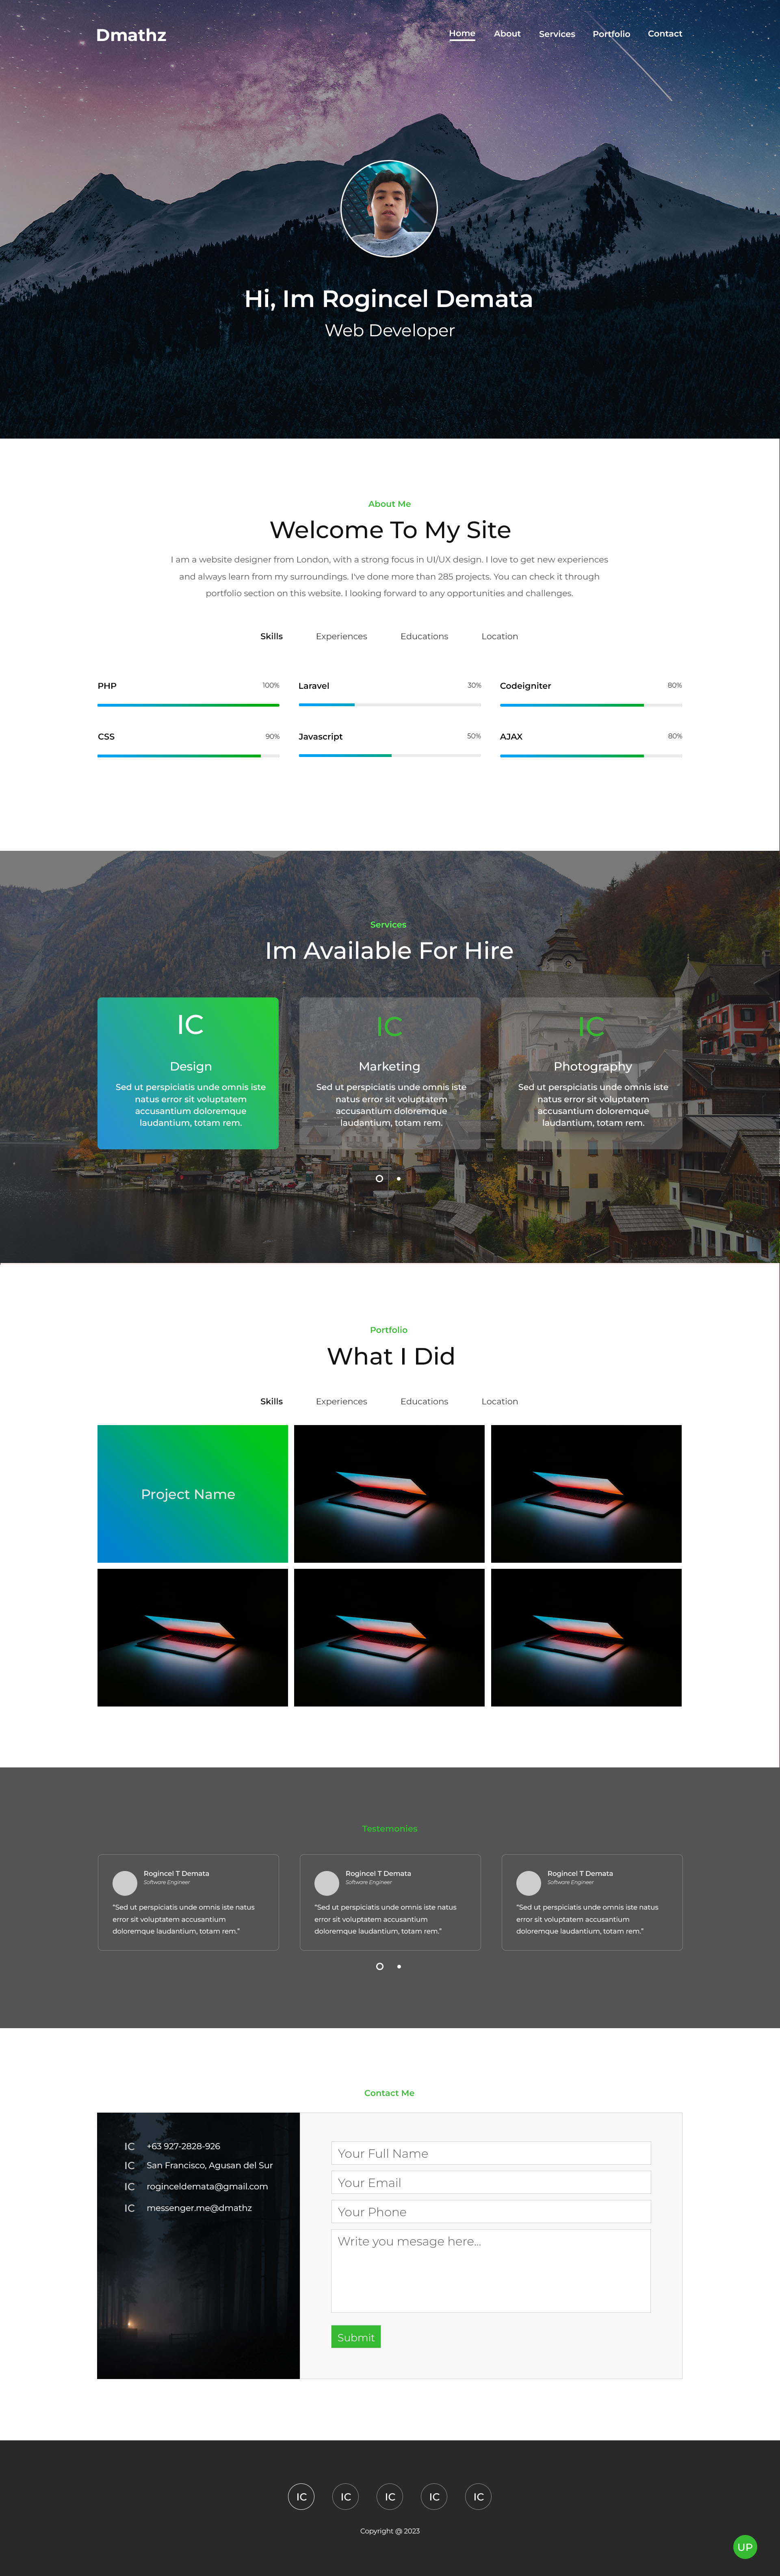 Dmathz
Home About Services Portfolio Contact
Hi, Im Rogincel Demata
Web Developer
About Me
Welcome To My Site
I am a website designer from London, with a strong focus in UI/UX design. I love to get new experiences
and always learn from my surroundings. I've done more than 285 projects. You can check it through
portfolio section on this website. I looking forward to any opportunities and challenges.
Skills Experiences Educations Location
PHP 100%
Laravel 30%
Codeigniter 80%
CSS 90%
Javascript 50%
AJAX 80%
Services
Im Available For Hire
IC
Design
Sed ut perspiciatis unde omnis iste
natus error sit voluptatem
accusantium doloremque
laudantium, totam rem.
IC
Marketing
Sed ut perspiciatis unde omnis iste
natus error sit voluptatem
accusantium doloremque
laudantium, totam rem.
IC
Photography
Sed ut perspiciatis unde omnis iste
natus error sit voluptatem
accusantium doloremque
laudantium, totam rem.
Portfolio
What I Did
Skills Experiences Educations Location
Project Name
Testemonies
Rogincel T Demata
Software Engineer
"Sed ut perspiciatis unde omnis iste natus
error sit voluptatem accusantium
doloremque laudantium, totam rem."
Rogincel T Demata
Software Engineer
"Sed ut perspiciatis unde omnis iste natus
error sit voluptatem accusantium
doloremque laudantium, totam rem."
Rogincel T Demata
Software Engineer
"Sed ut perspiciatis unde omnis iste natus
error sit voluptatem accusantium
doloremque laudantium, totam rem."
Contact Me
IC +63 927-2828-926
IC San Francisco, Agusan del Sur
IC roginceldemata@gmail.com
IC messenger.me@dmathz
Your Full Name
Your Email
Your Phone
Write you mesage here...
Submit
IC IC IC IC IC
Copyright @ 2023
UP